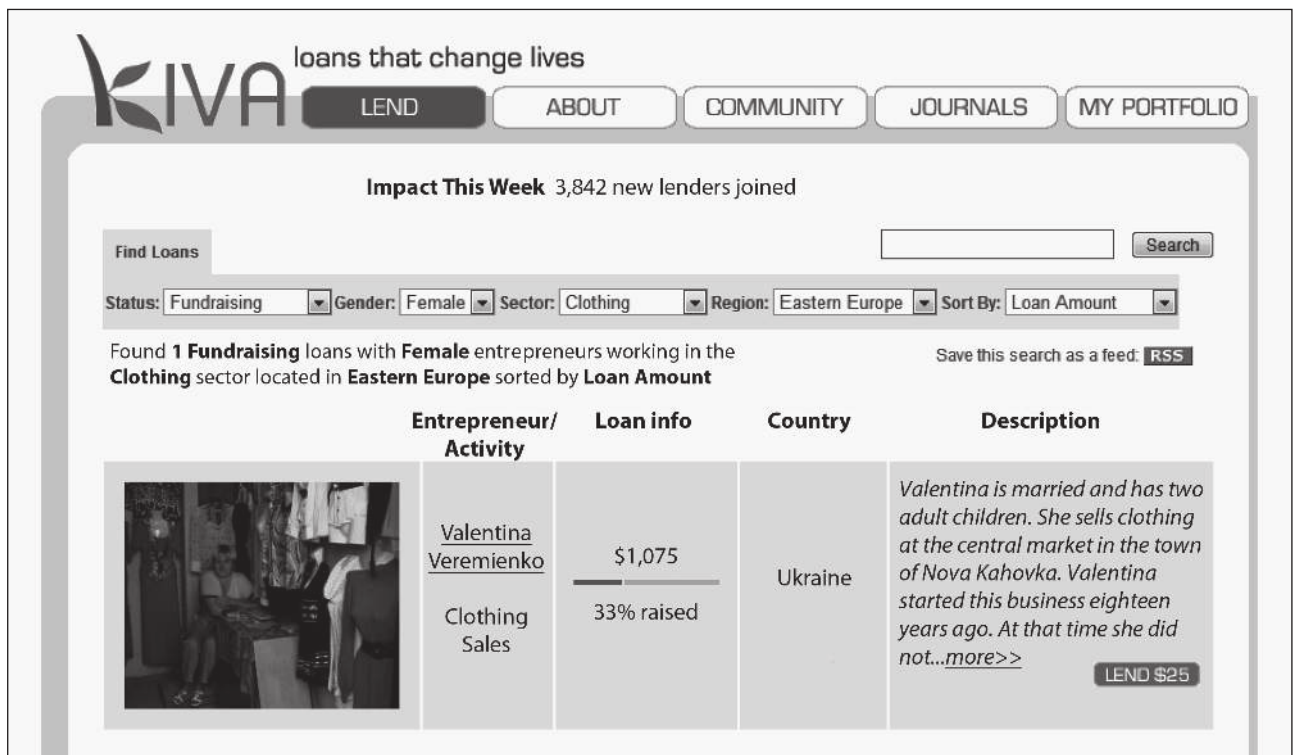 KIVA loans that change lives
LEND ABOUT COMMUNITY JOURNALS MY PORTFOLIO
Impact This Week 3,842 new lenders joined
Find Loans Search
Status: Fundraising Gender: Female Sector: Clothing Region: Eastern Europe Sort By: Loan Amount
Found 1 Fundraising loans with Female entrepreneurs working in the
Clothing sector located in Eastern Europe sorted by Loan Amount
Save this search as a feed: RSS
Entrepreneur/
Activity
Loan info
Country
Description
Valentina
Veremienko
Clothing
Sales
$1,075
33% raised
Ukraine
Valentina is married and has two
adult children. She sells clothing
at the central market in the town
of Nova Kahovka. Valentina
started this business eighteen
years ago. At that time she did
not...more>>
LEND $25